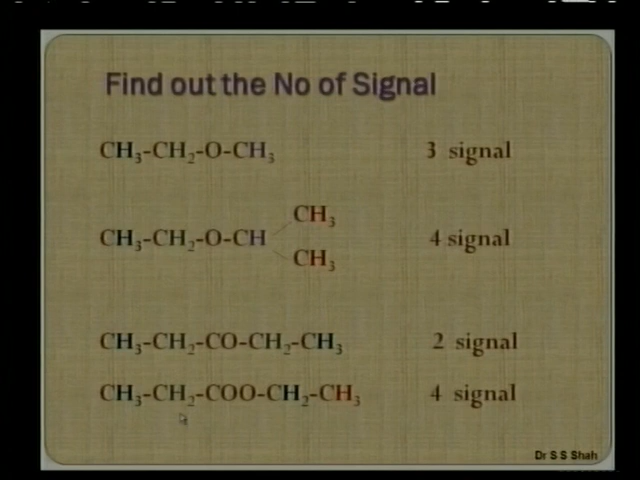 Find out the No of Signal
CH₃-CH₂-O-CH₃ 3 signal
CH₃
CH₃-CH₂-O-CH 4 signal
CH₃
CH₃-CH₂-CO-CH₂-CH₃ 2 signal
CH₃-CH₂-COO-CH₂-CH₃ 4 signal
Dr S S Shah